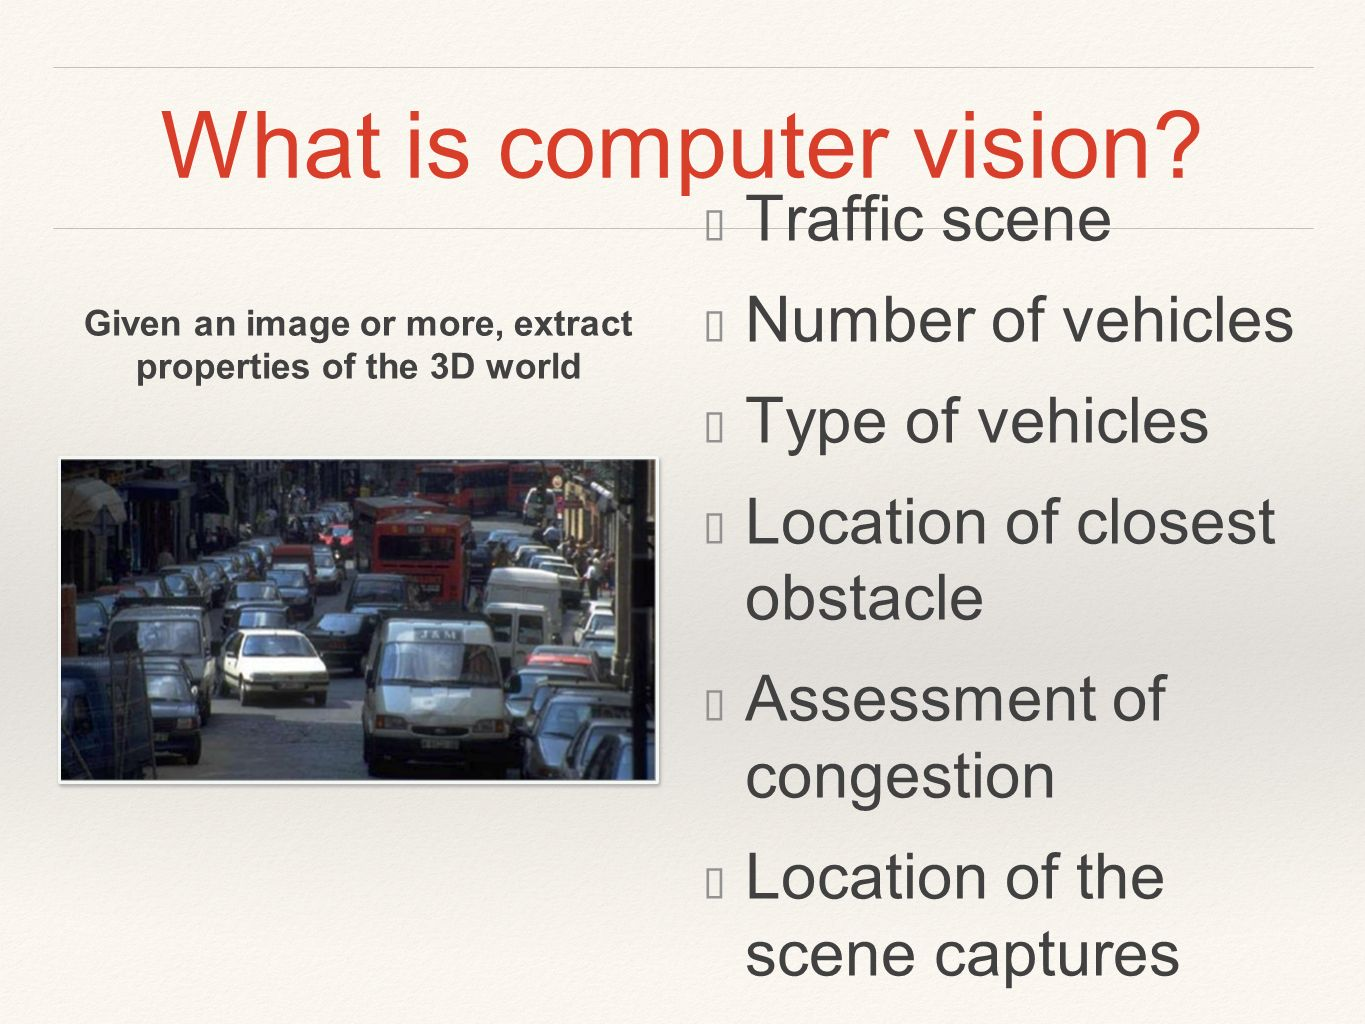 What is computer vision?
Given an image or more, extract
properties of the 3D world
J & M
Traffic scene
Number of vehicles
Type of vehicles
Location of closest
obstacle
Assessment of
congestion
Location of the
scene captures